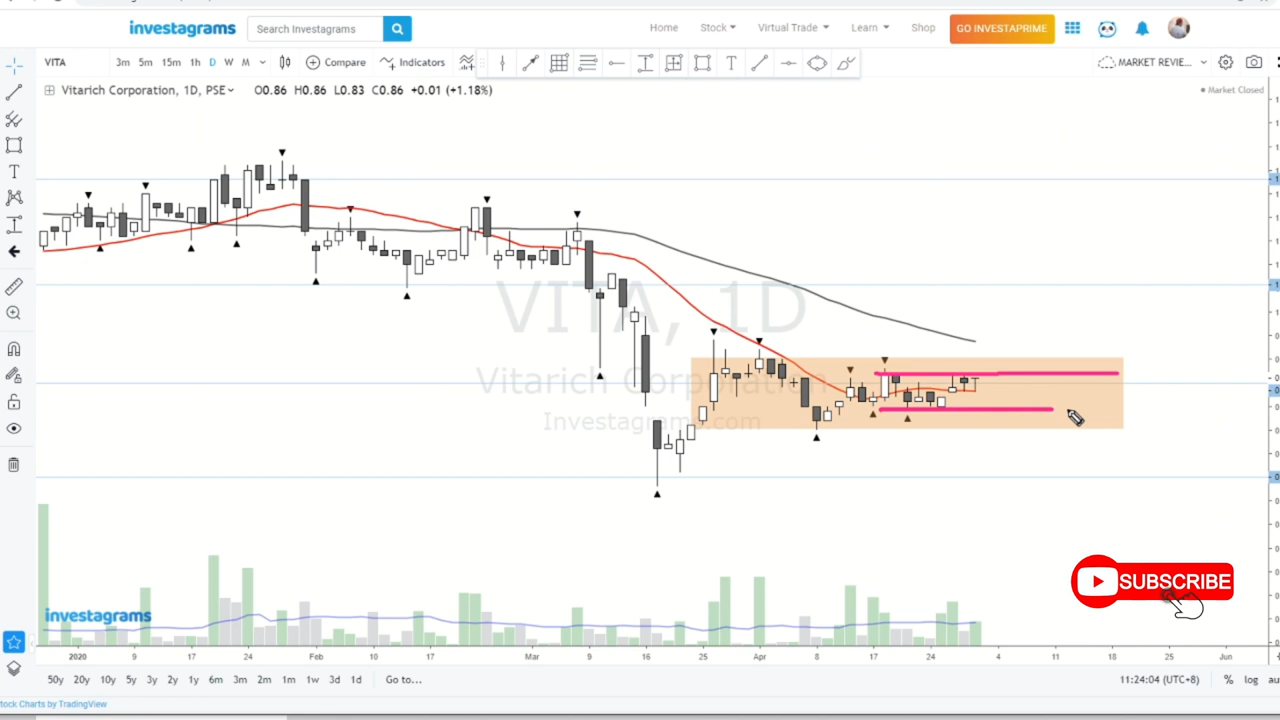 investagrams
Search Investagrams
Home
Stock
Virtual Trade
Learn
Shop
GO INVESTAPRIME
VITA
3m 5m 15m 1h D W M
Compare
Indicators
MARKET REVIE...
Vitarich Corporation, 1D, PSE
O0.86 H0.86 L0.83 C0.86 +0.01 (+1.18%)
Market Closed
VITA, 1D
Vitarich Corporation
Investagrams.com
SUBSCRIBE
investagrams
2020 9 17 24 Feb 10 17 Mar 9 16 25 Apr 8 17 24 4 11 18 25 Jun
50y 20y 10y 5y 3y 2y 1y 6m 3m 2m 1m 1w 3d 1d Go to...
11:24:04 (UTC+8) % log
by TradingView